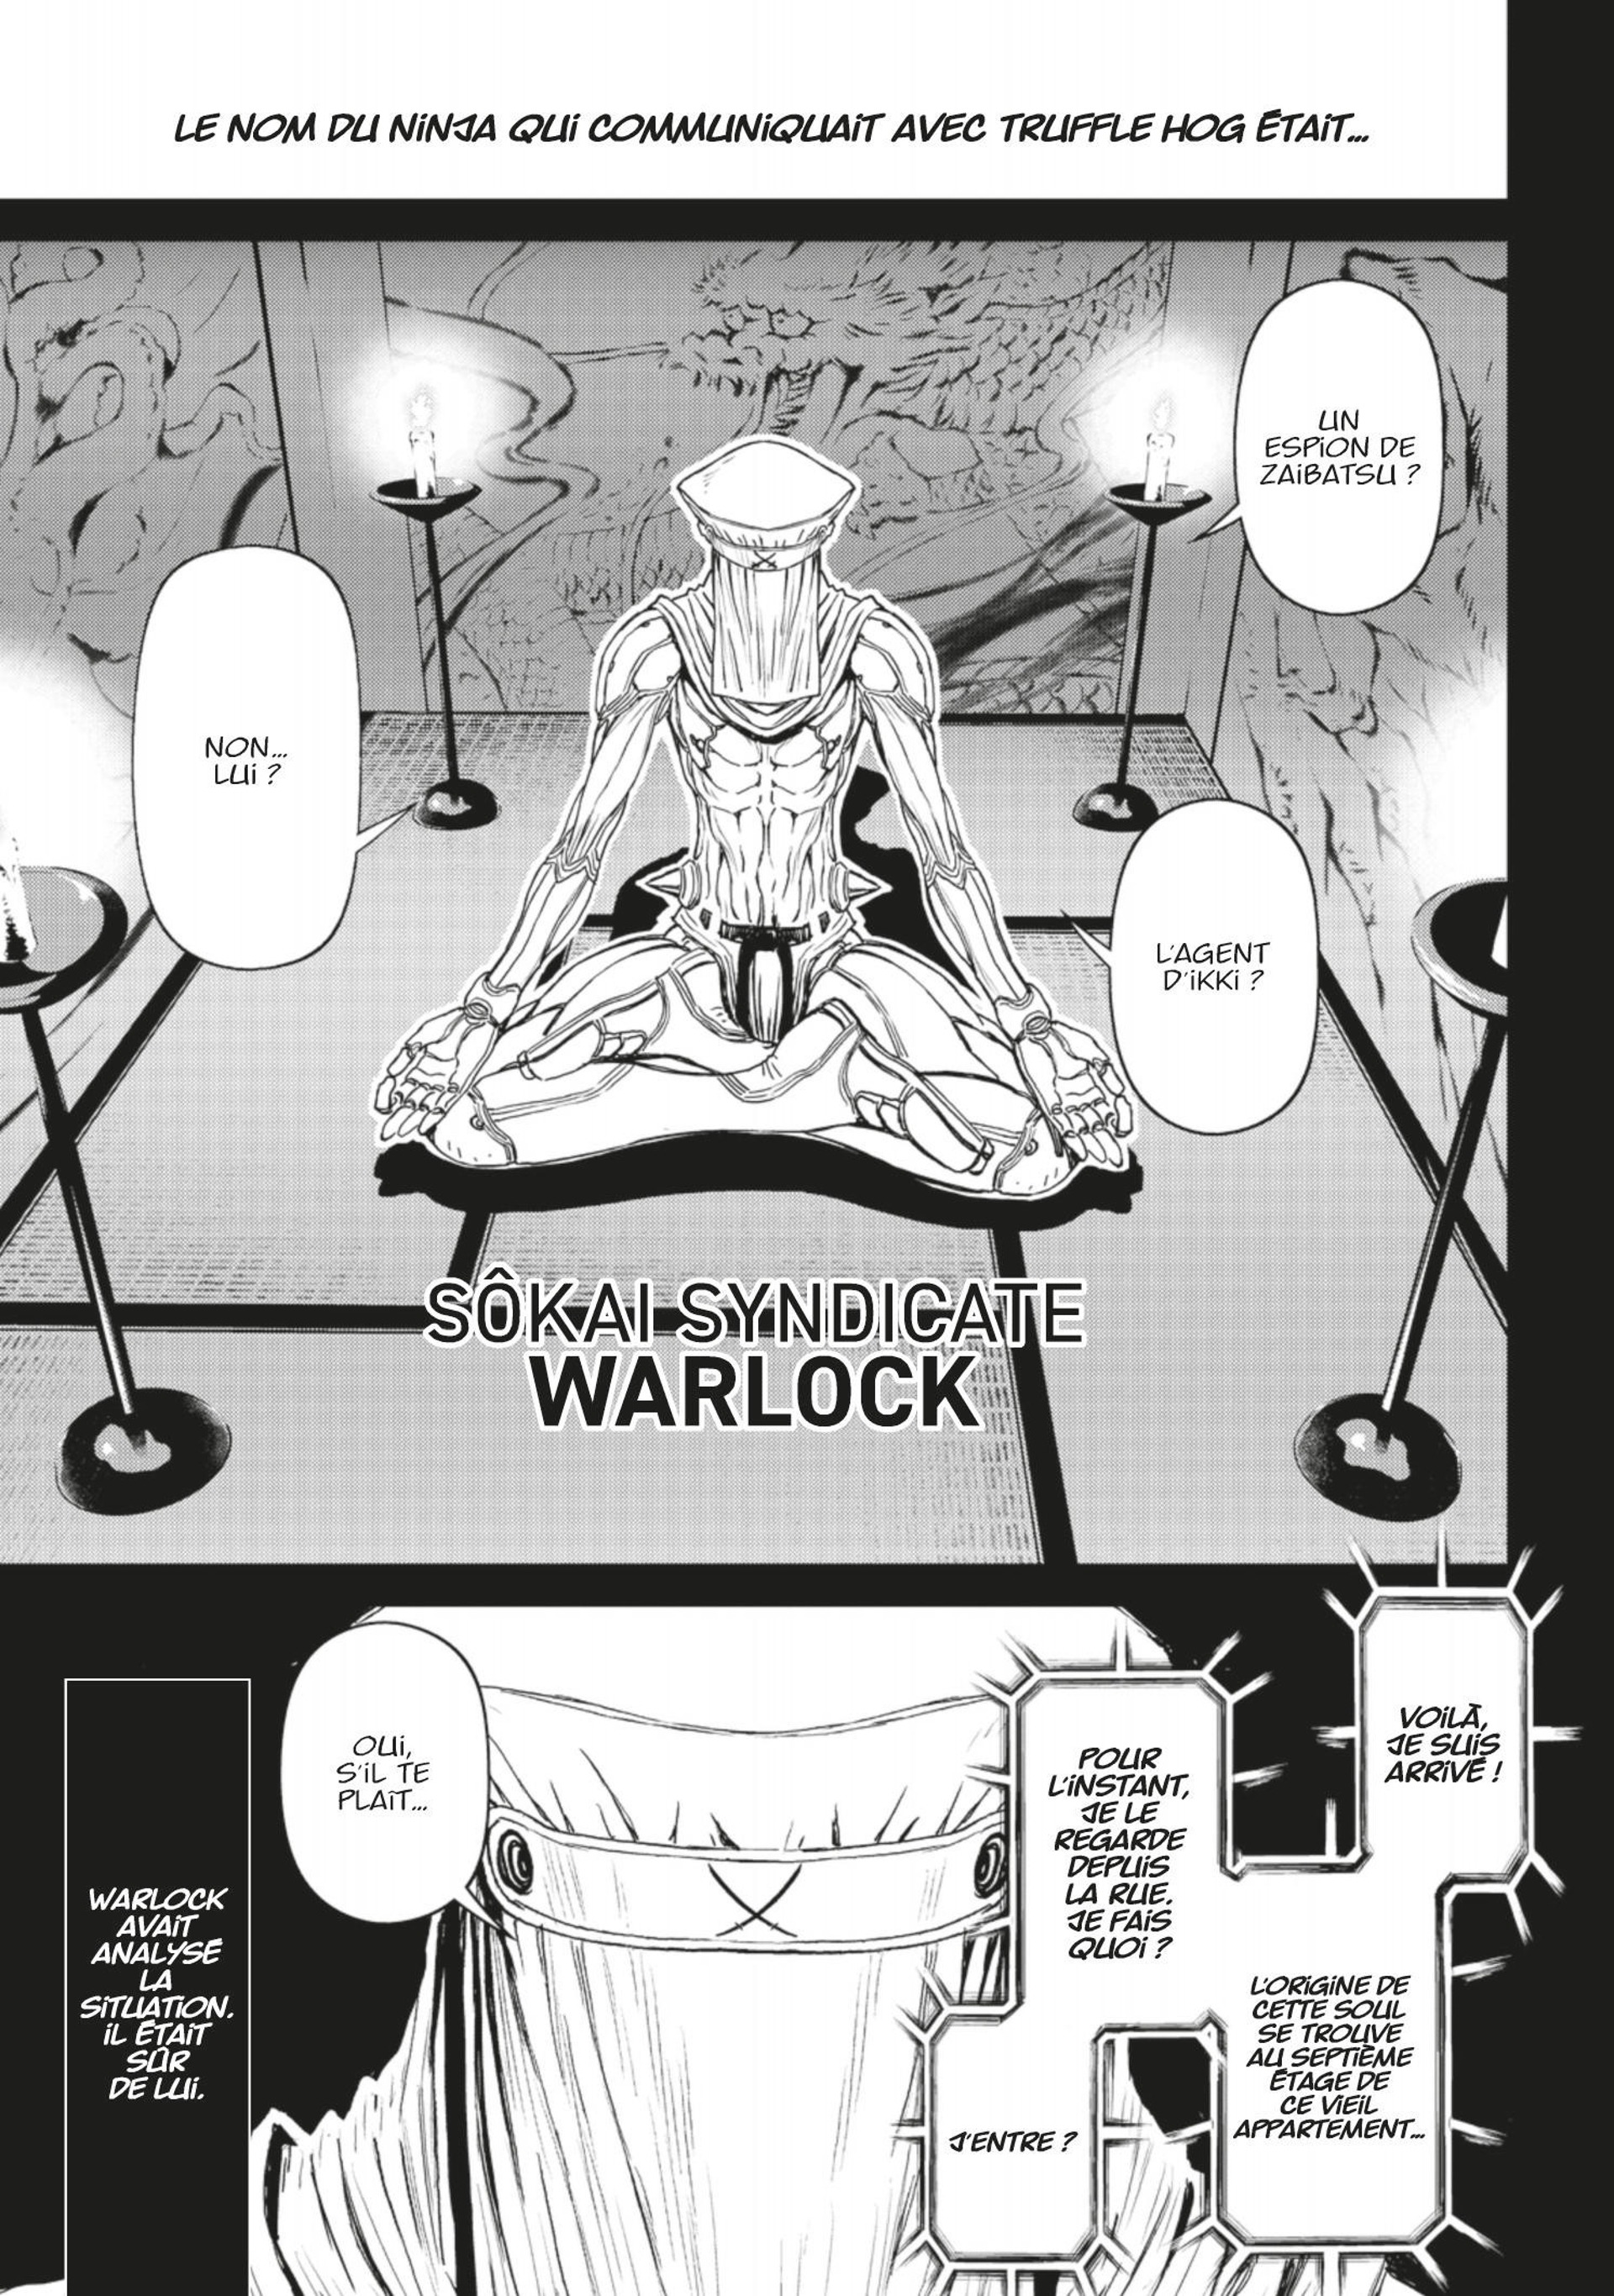 LE NOM DU NINJA QUI COMMUNIQUAIT AVEC TRUFFLE HOG ÉTAIT...
UN
ESPION DE
ZAIBATSU ?
L'AGENT
D'IKKI ?
NON...
LUI ?
SÔKAI SYNDICATE
WARLOCK
VOILÀ,
JE SUIS
ARRIVÉ !
L'ORIGINE DE
CETTE SOUL
SE TROUVE
AU SEPTIÈME
ÉTAGE DE
CE VIEIL
APPARTEMENT...
POUR
L'INSTANT,
JE LE
REGARDE
DEPUIS
LA RUE.
JE FAIS
QUOI ?
J'ENTRE ?
OUI,
S'IL TE
PLAÎT...
WARLOCK
AVAIT
ANALYSÉ
LA
SITUATION.
IL ÉTAIT
SÛR
DE LUI.